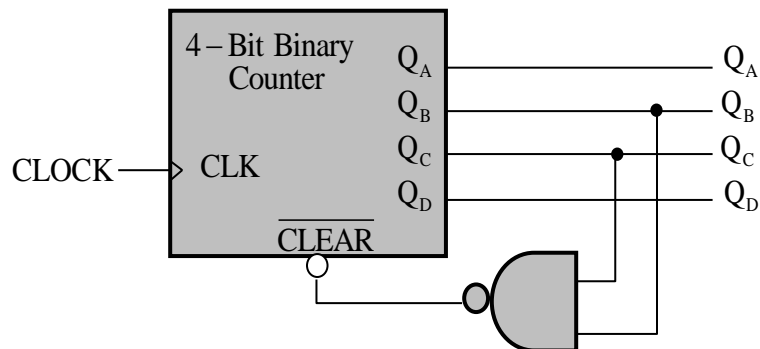 4–Bit Binary
Counter
Q_A Q_A
Q_B Q_B
CLOCK CLK Q_C Q_C
Q_D Q_D
CLEAR